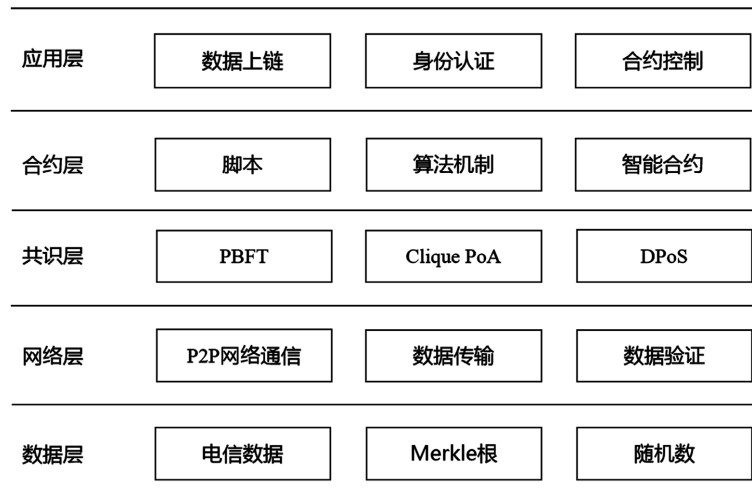 应用层 数据上链 身份认证 合约控制
合约层 脚本 算法机制 智能合约
共识层 PBFT Clique PoA DPoS
网络层 P2P网络通信 数据传输 数据验证
数据层 电信数据 Merkle根 随机数